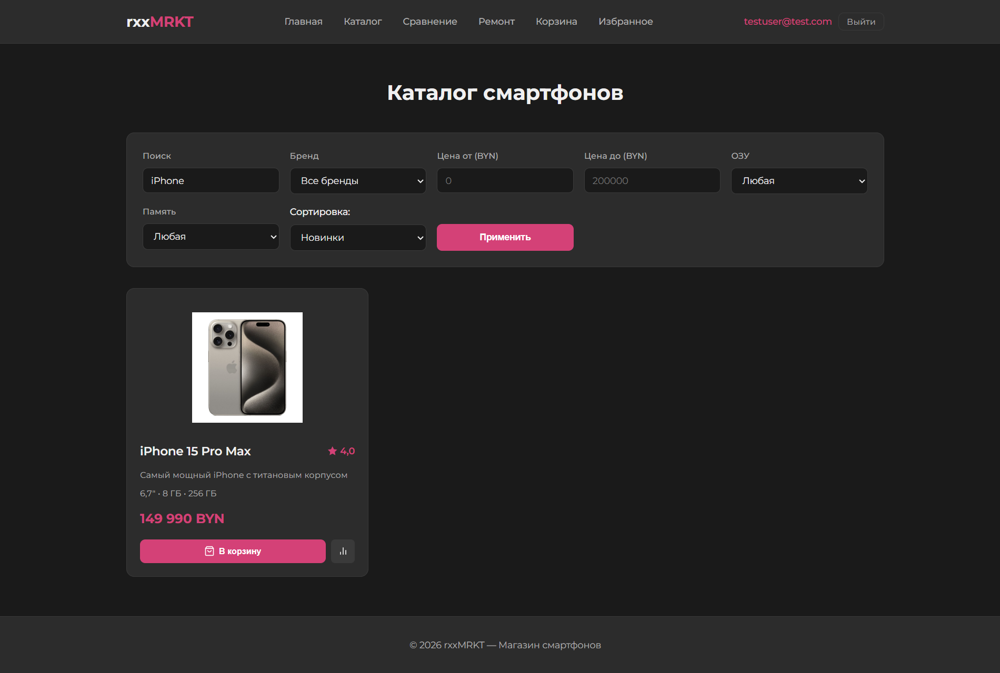 rxxMRKT
Главная Каталог Сравнение Ремонт Корзина Избранное
testuser@test.com Выйти
Каталог смартфонов
Поиск Бренд Цена от (BYN) Цена до (BYN) ОЗУ
iPhone Все бренды 0 200000 Любая
Память Сортировка:
Любая Новинки Применить
iPhone 15 Pro Max ★ 4,0
Самый мощный iPhone с титановым корпусом
6,7" • 8 ГБ • 256 ГБ
149 990 BYN
В корзину
© 2026 rxxMRKT — Магазин смартфонов